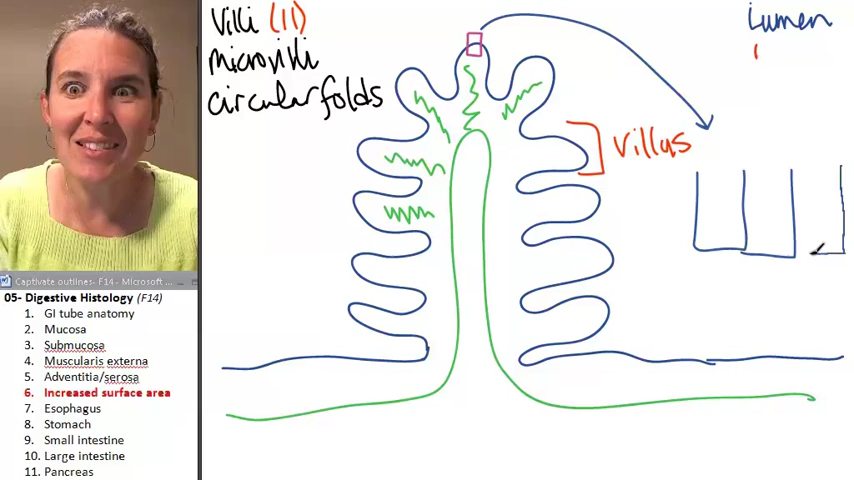 Villi (11)
microvilli
circular folds
Lumen
Villus
Captivate outlines- F14 - Microsoft ...
05- Digestive Histology (F14)
1. GI tube anatomy
2. Mucosa
3. Submucosa
4. Muscularis externa
5. Adventitia/serosa
6. Increased surface area
7. Esophagus
8. Stomach
9. Small intestine
10. Large intestine
11. Pancreas